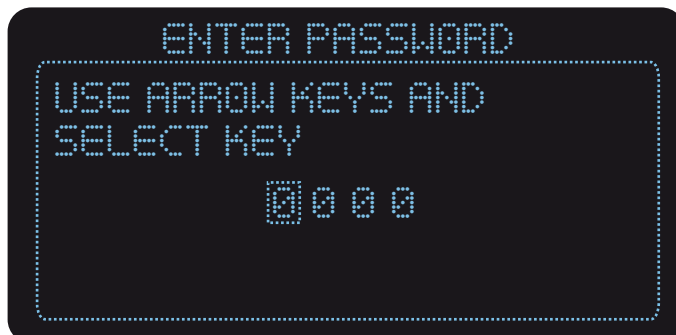 ENTER PASSWORD
USE ARROW KEYS AND
SELECT KEY
0 0 0 0